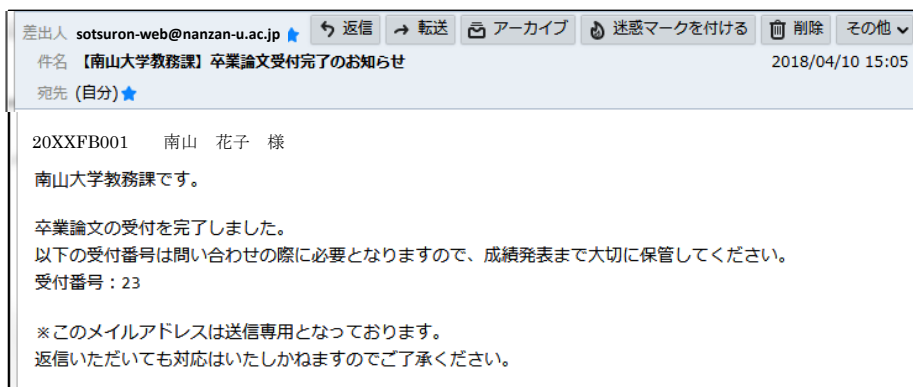 差出人 sotsuron-web@nanzan-u.ac.jp 返信 転送 アーカイブ 迷惑マークを付ける 削除 その他
件名 【南山大学教務課】卒業論文受付完了のお知らせ 2018/04/10 15:05
宛先 (自分)
20XXFB001 南山 花子 様
南山大学教務課です。
卒業論文の受付を完了しました。
以下の受付番号は問い合わせの際に必要となりますので、成績発表まで大切に保管してください。
受付番号：23
※このメイルアドレスは送信専用となっております。
返信いただいても対応はいたしかねますのでご了承ください。